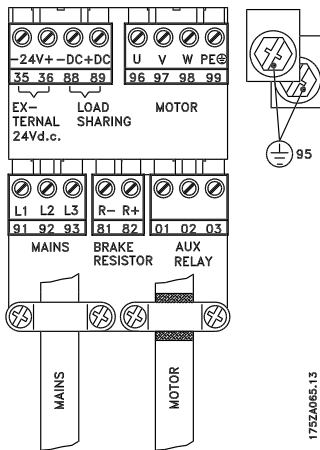 -24V+ -DC+DC
35 36 88 89
EX-
TERNAL
24Vd.c.
LOAD
SHARING
U V W PE
96 97 98 99
MOTOR
95
L1 L2 L3
91 92 93
MAINS
R- R+
81 82
BRAKE
RESISTOR
01 02 03
AUX
RELAY
MAINS
MOTOR
175ZA065.13